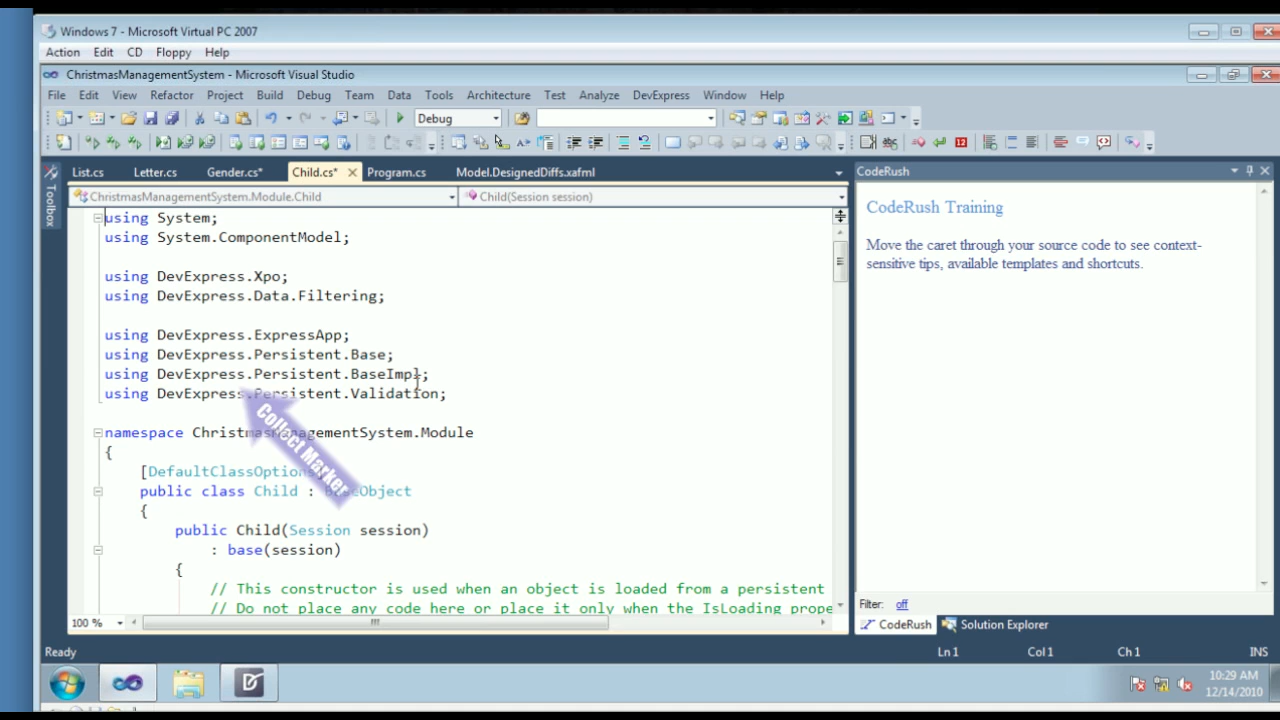 Windows 7 - Microsoft Virtual PC 2007
Action Edit CD Floppy Help
ChristmasManagementSystem - Microsoft Visual Studio
File Edit View Refactor Project Build Debug Team Data Tools Architecture Test Analyze DevExpress Window Help
Debug
Toolbox
List.cs Letter.cs Gender.cs* Child.cs* Program.cs Model.DesignedDiffs.xafml
ChristmasManagementSystem.Module.Child Child(Session session)
using System;
using System.ComponentModel;
using DevExpress.Xpo;
using DevExpress.Data.Filtering;
using DevExpress.ExpressApp;
using DevExpress.Persistent.Base;
using DevExpress.Persistent.BaseImpl;
using DevExpress.Persistent.Validation;
Collect Marker
namespace ChristmasManagementSystem.Module
{
[DefaultClassOptions]
public class Child : BaseObject
{
public Child(Session session)
: base(session)
{
// This constructor is used when an object is loaded from a persistent
// Do not place any code here or place it only when the IsLoading prope
100 %
CodeRush
CodeRush Training
Move the caret through your source code to see context-
sensitive tips, available templates and shortcuts.
Filter: off
CodeRush Solution Explorer
Ready Ln 1 Col 1 Ch 1 INS
10:29 AM
12/14/2010